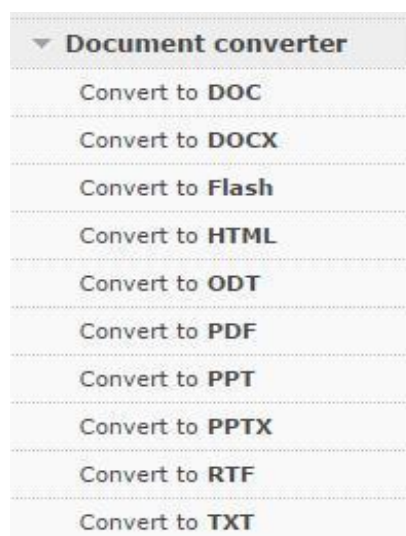 Document converter
Convert to DOC
Convert to DOCX
Convert to Flash
Convert to HTML
Convert to ODT
Convert to PDF
Convert to PPT
Convert to PPTX
Convert to RTF
Convert to TXT